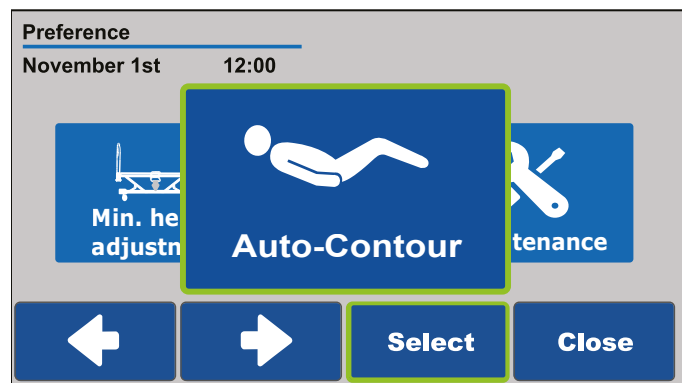 Preference
November 1st 12:00
Min. he
adjustn
Auto-Contour
tenance
Select
Close